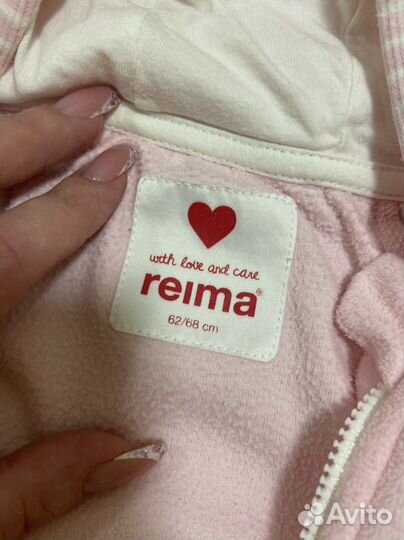 with love and care
reima®
62/68 cm
Avito